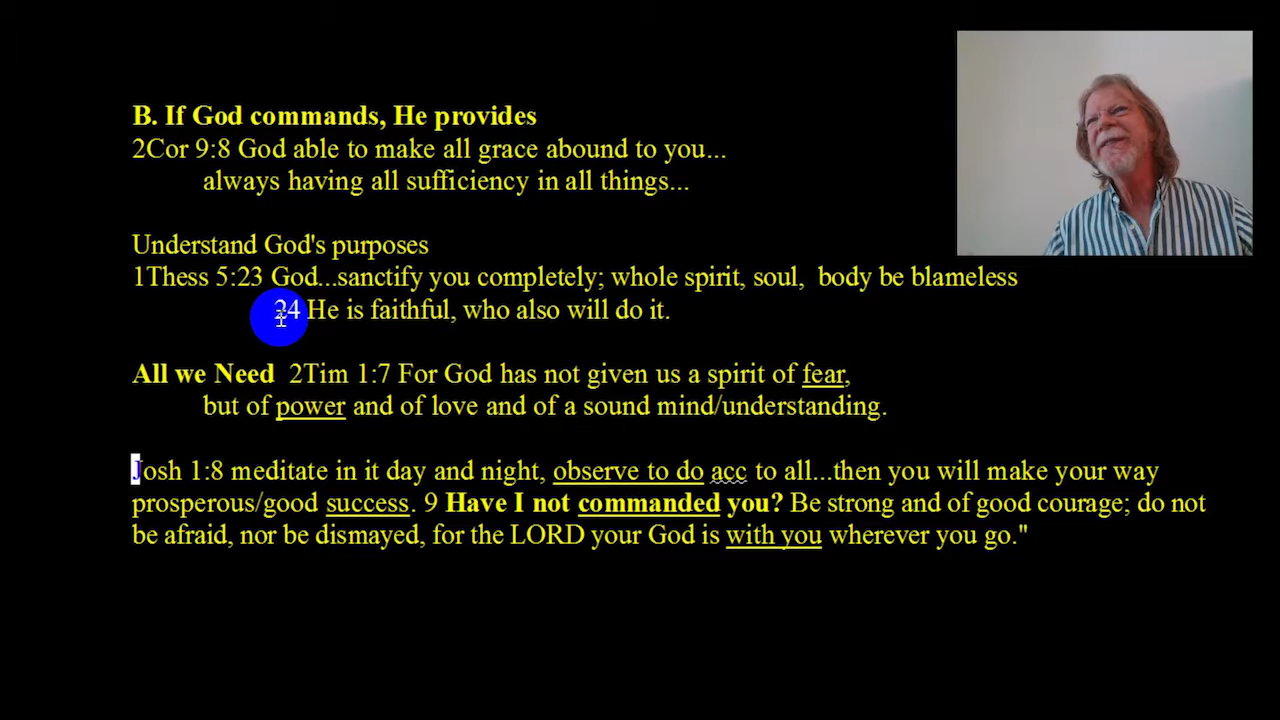 B. If God commands, He provides
2Cor 9:8 God able to make all grace abound to you...
always having all sufficiency in all things...
Understand God's purposes
1Thess 5:23 God...sanctify you completely; whole spirit, soul, body be blameless
24 He is faithful, who also will do it.
All we Need 2Tim 1:7 For God has not given us a spirit of fear,
but of power and of love and of a sound mind/understanding.
Josh 1:8 meditate in it day and night, observe to do acc to all...then you will make your way
prosperous/good success. 9 Have I not commanded you? Be strong and of good courage; do not
be afraid, nor be dismayed, for the LORD your God is with you wherever you go."